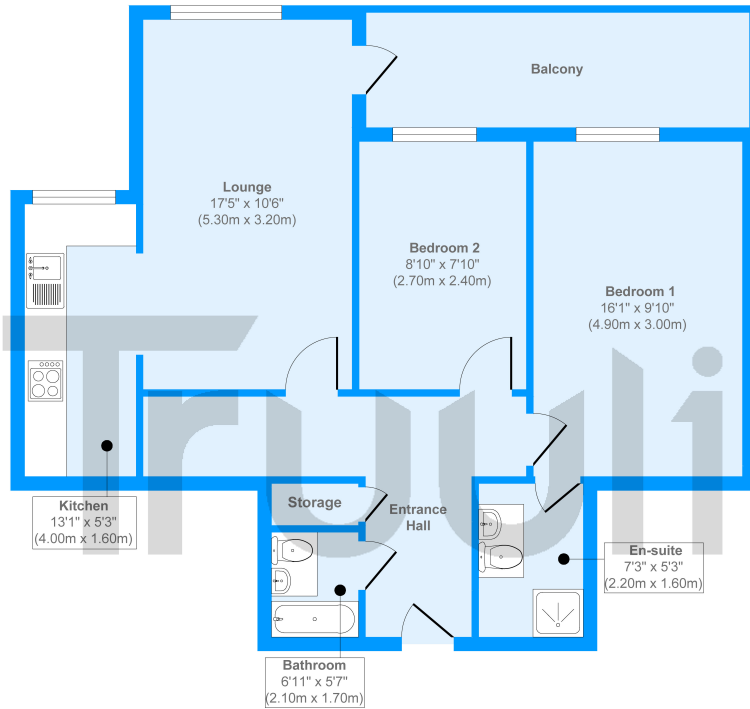 Balcony
Lounge
17'5" x 10'6"
(5.30m x 3.20m)
Bedroom 2
8'10" x 7'10"
(2.70m x 2.40m)
Bedroom 1
16'1" x 9'10"
(4.90m x 3.00m)
Truuli
Kitchen
13'1" x 5'3"
(4.00m x 1.60m)
Storage
Entrance
Hall
En-suite
7'3" x 5'3"
(2.20m x 1.60m)
Bathroom
6'11" x 5'7"
(2.10m x 1.70m)